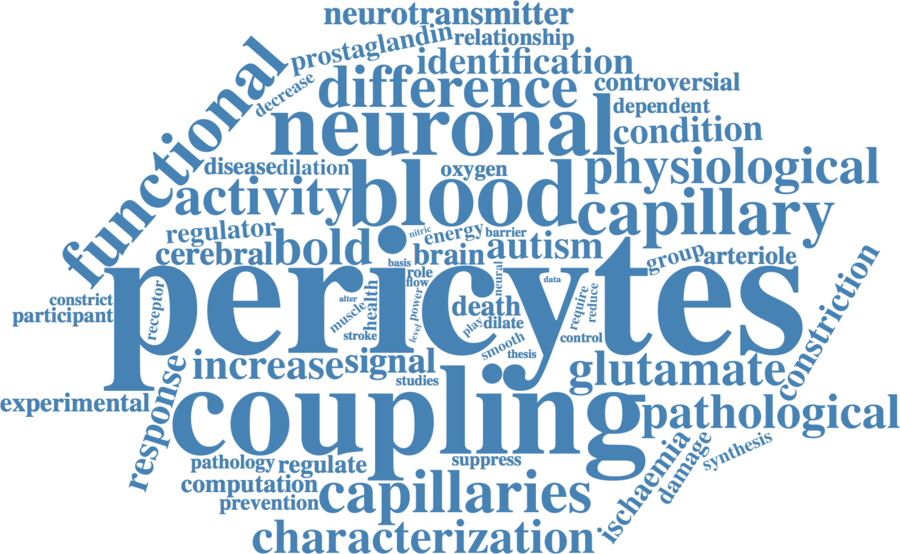 neurotransmitter
prostaglandin
relationship
identification
decrease
functional
difference
controversial
dependent
neuronal
condition
disease
dilation
oxygen
physiological
activity
blood
capillary
regulator
nitric
energy
barrier
cerebral
bold
brain
autism
basis
group
arteriole
pericytes
role
flow
neural
data
constrict
participant
receptor
alter
muscle
health
stroke
power
level
death
play
dilate
require
reduce
control
constriction
smooth
thesis
response
increase
signal
studies
glutamate
experimental
coupling
pathological
pathology
regulate
suppress
ischaemia
damage
synthesis
computation
prevention
capillaries
characterization